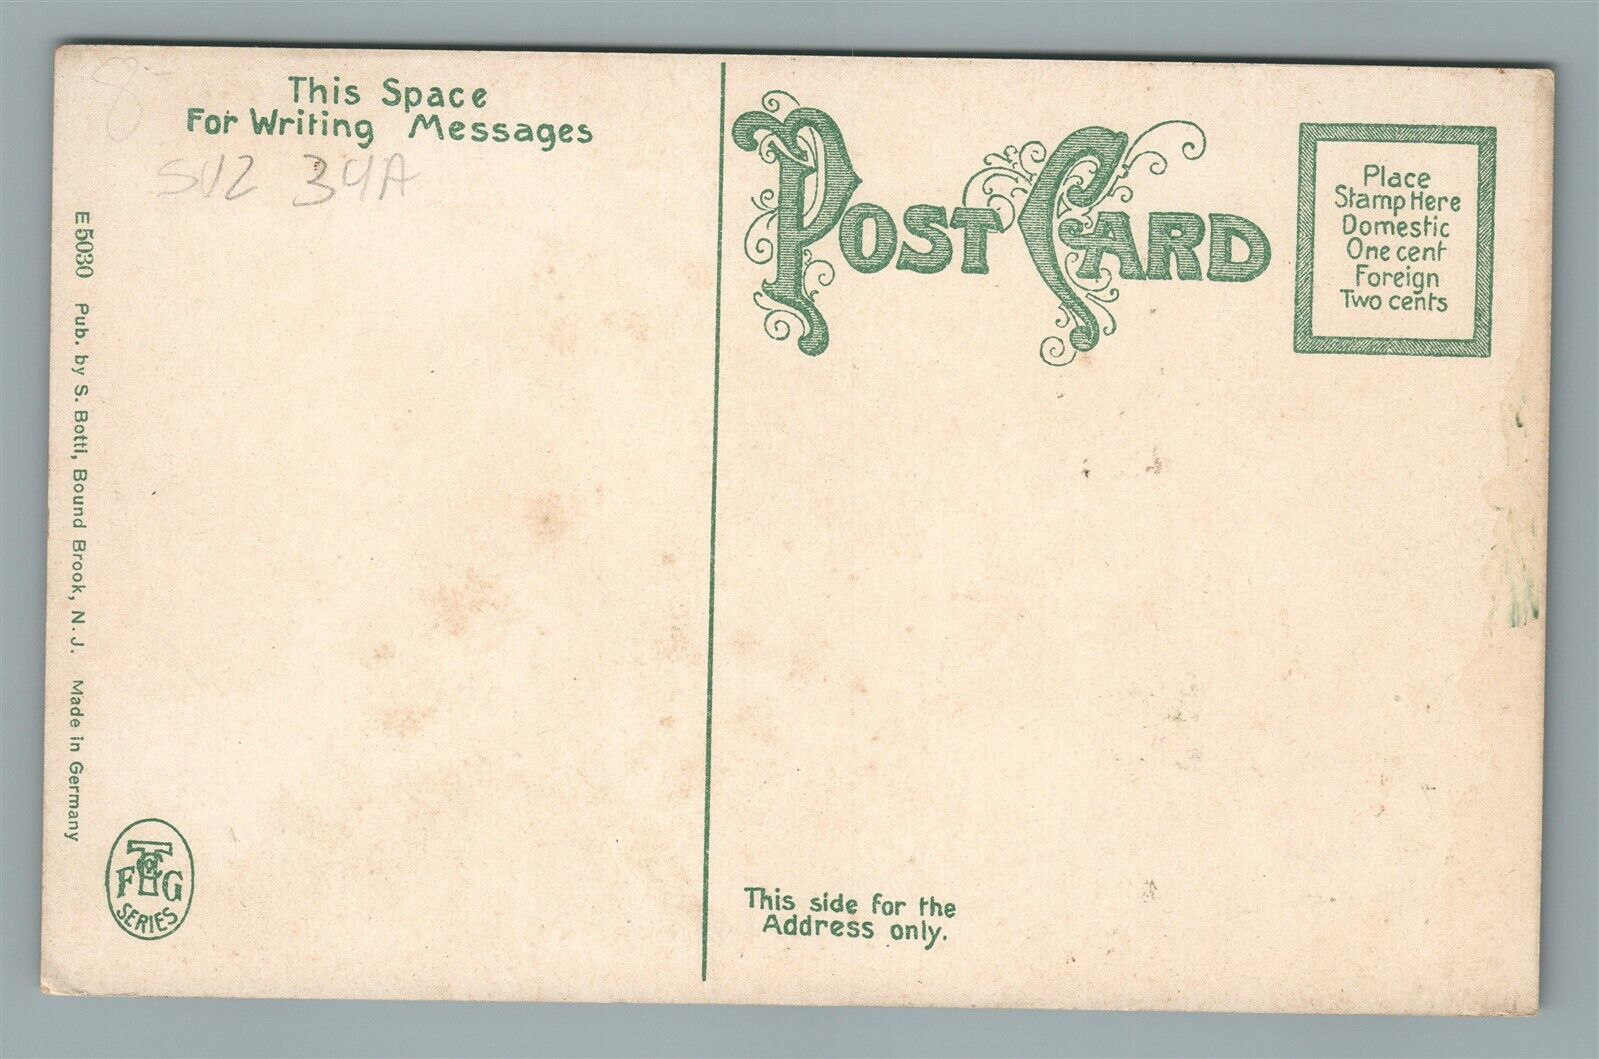 8-
This Space
For Writing Messages
SUZ 34A
POST CARD
Place
Stamp Here
Domestic
One cent
Foreign
Two cents
E 5030 Pub. by S. Botti, Bound Brook, N. J. Made in Germany
F G
SERIES
This side for the
Address only.